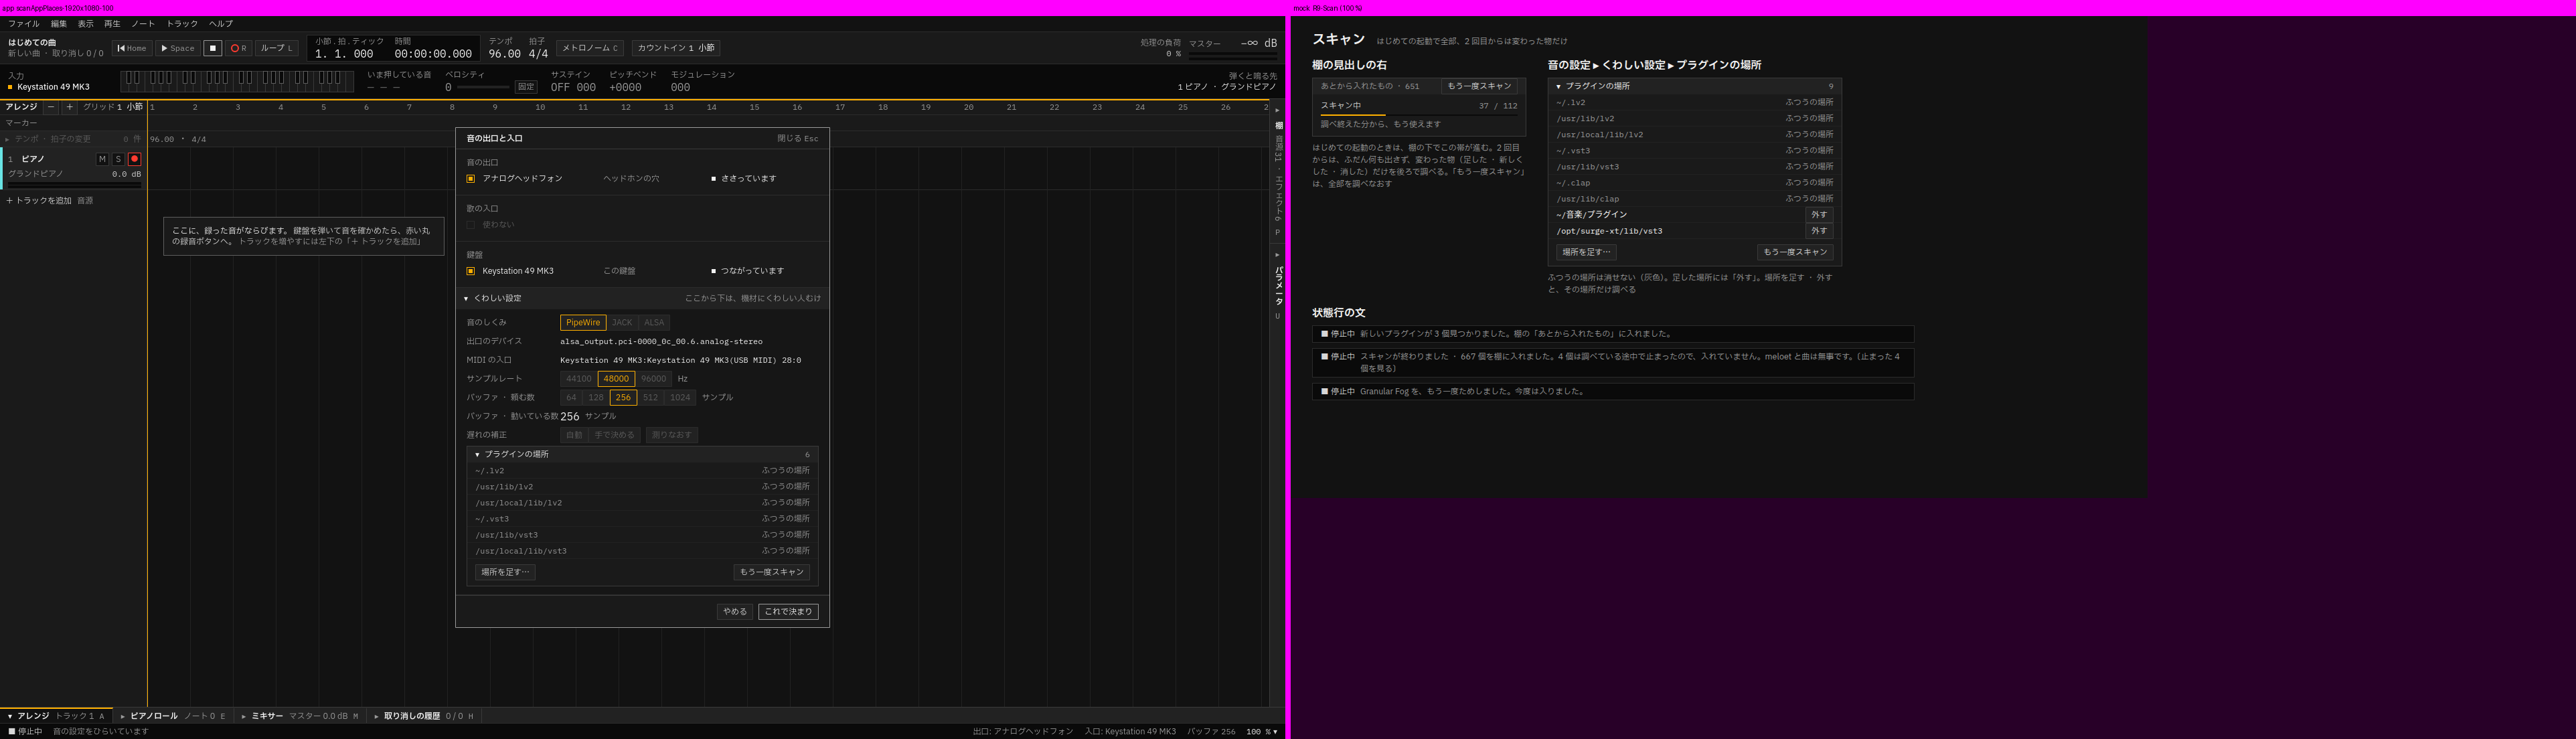 app scanAppPlaces-1920x1080-100
ファイル 編集 表示 再生 ノート トラック ヘルプ
はじめての曲
新しい曲 · 取り消し 0 / 0
Home Space R ループ L
小節 . 拍 . ティック 時間
1. 1. 000 00:00:00.000
テンポ 拍子
96.00 4/4
メトロノーム C カウントイン 1 小節
処理の負荷 マスター −∞ dB
0 %
入力
Keystation 49 MK3
いま押している音 ベロシティ サステイン ピッチベンド モジュレーション
— — — 0 固定 OFF 000 +0000 000
弾くと鳴る先
1 ピアノ · グランドピアノ
アレンジ − + グリッド 1 小節
1 2 3 4 5 6 7 8 9 10 11 12 13 14 15 16 17 18 19 20 21 22 23 24 25 26 2
マーカー
▸ テンポ · 拍子の変更 0 件 96.00 · 4/4
1 ピアノ M S
グランドピアノ 0.0 dB
+ トラックを追加 音源
ここに、録った音がならびます。 鍵盤を弾いて音を確かめたら、赤い丸
の録音ボタンへ。 トラックを増やすには左下の「+ トラックを追加」
音の出口と入口 閉じる Esc
音の出口
アナログヘッドフォン ヘッドホンの穴 ささっています
歌の入口
使わない
鍵盤
Keystation 49 MK3 この鍵盤 つながっています
▾ くわしい設定 ここから下は、機材にくわしい人むけ
音のしくみ PipeWire JACK ALSA
出口のデバイス alsa_output.pci-0000_0c_00.6.analog-stereo
MIDI の入口 Keystation 49 MK3:Keystation 49 MK3(USB MIDI) 28:0
サンプルレート 44100 48000 96000 Hz
バッファ · 頼む数 64 128 256 512 1024 サンプル
バッファ · 動いている数 256 サンプル
遅れの補正 自動 手で決める 測りなおす
▾ プラグインの場所 6
~/.lv2 ふつうの場所
/usr/lib/lv2 ふつうの場所
/usr/local/lib/lv2 ふつうの場所
~/.vst3 ふつうの場所
/usr/lib/vst3 ふつうの場所
/usr/local/lib/vst3 ふつうの場所
場所を足す… もう一度スキャン
やめる これで決まり
▸ 棚 音源 31 · エフェクト 6 P
▸ パラメータ U
▾ アレンジ トラック 1 A ▸ ピアノロール ノート 0 E ▸ ミキサー マスター 0.0 dB M ▸ 取り消しの履歴 0 / 0 H
■ 停止中 音の設定をひらいています
出口: アナログヘッドフォン 入口: Keystation 49 MK3 バッファ 256 100 % ▾
mock R9-Scan (100%)
スキャン はじめての起動で全部、2 回目からは変わった物だけ
棚の見出しの右
あとから入れたもの · 651 もう一度スキャン
スキャン中 37 / 112
調べ終えた分から、もう使えます
はじめての起動のときは、棚の下でこの帯が進む。2 回目
からは、ふだん何も出さず、変わった物（足した · 新しく
した · 消した）だけを後ろで調べる。「もう一度スキャン」
は、全部を調べなおす
音の設定 ▸ くわしい設定 ▸ プラグインの場所
▾ プラグインの場所 9
~/.lv2 ふつうの場所
/usr/lib/lv2 ふつうの場所
/usr/local/lib/lv2 ふつうの場所
~/.vst3 ふつうの場所
/usr/lib/vst3 ふつうの場所
~/.clap ふつうの場所
/usr/lib/clap ふつうの場所
~/音楽/プラグイン 外す
/opt/surge-xt/lib/vst3 外す
場所を足す… もう一度スキャン
ふつうの場所は消せない（灰色）。足した場所には「外す」。場所を足す · 外す
と、その場所だけ調べる
状態行の文
■ 停止中 新しいプラグインが 3 個見つかりました。棚の「あとから入れたもの」に入れました。
■ 停止中 スキャンが終わりました · 667 個を棚に入れました。4 個は調べている途中で止まったので、入れていません。meloet と曲は無事です。（止まった 4
個を見る）
■ 停止中 Granular Fog を、もう一度ためしました。今度は入りました。